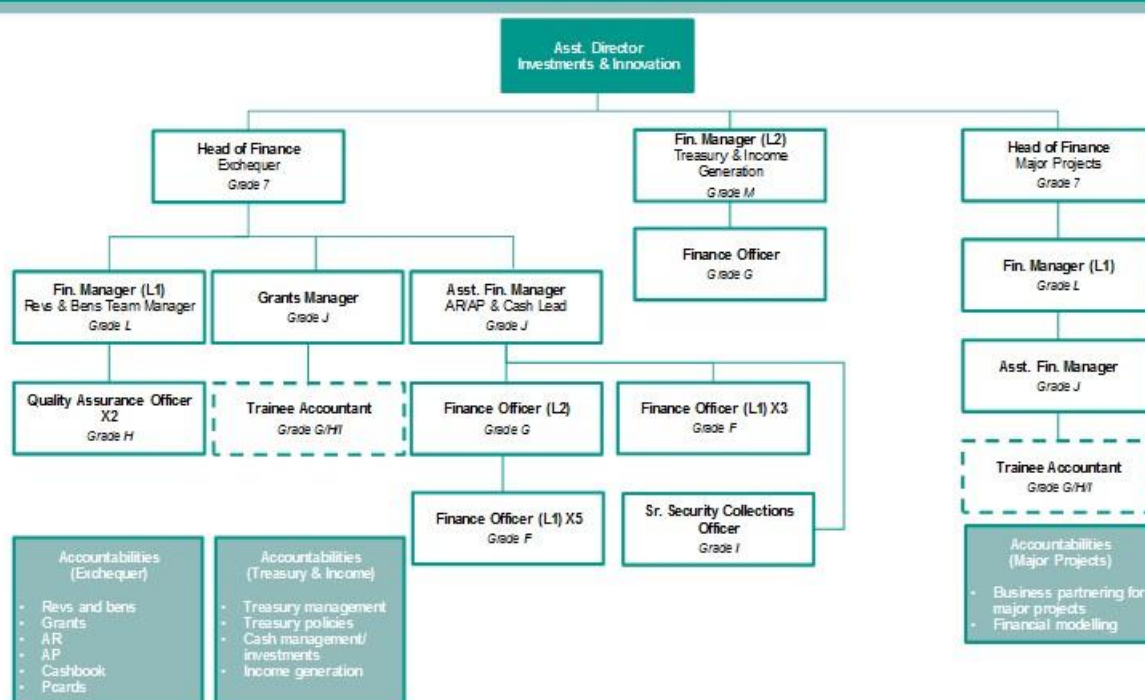 Asst. Director
Investments & Innovation
Head of Finance
Exchequer
Grade 7
Fin. Manager (L2)
Treasury & Income
Generation
Grade M
Head of Finance
Major Projects
Grade 7
Finance Officer
Grade G
Fin. Manager (L1)
Revs & Bens Team Manager
Grade L
Grants Manager
Grade J
Asst. Fin. Manager
AR/AP & Cash Lead
Grade J
Fin. Manager (L1)
Grade L
Quality Assurance Officer
X2
Grade H
Trainee Accountant
Grade G/H/I
Finance Officer (L2)
Grade G
Finance Officer (L1) X3
Grade F
Asst. Fin. Manager
Grade J
Finance Officer (L1) X5
Grade F
Sr. Security Collections
Officer
Grade I
Trainee Accountant
Grade G/H/I
Accountabilities
(Exchequer)
• Revs and bens
• Grants
• AR
• AP
• Cashbook
• Pcards
Accountabilities
(Treasury & Income)
• Treasury management
• Treasury policies
• Cash management/
investments
• Income generation
Accountabilities
(Major Projects)
• Business partnering for
major projects
• Financial modelling